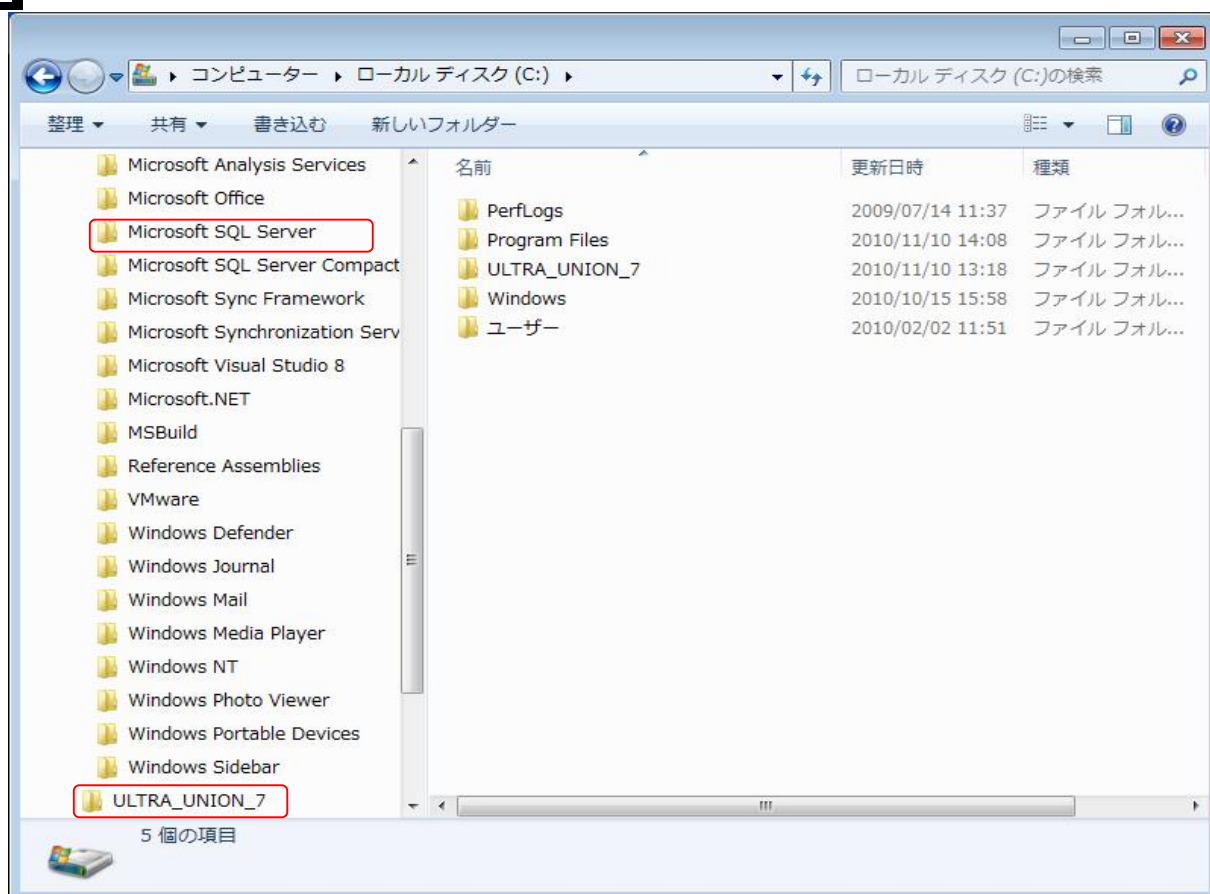 コンピューター ローカル ディスク (C:)
ローカル ディスク (C:)の検索
整理 共有 書き込む 新しいフォルダー
Microsoft Analysis Services
Microsoft Office
Microsoft SQL Server
Microsoft SQL Server Compact
Microsoft Sync Framework
Microsoft Synchronization Serv
Microsoft Visual Studio 8
Microsoft.NET
MSBuild
Reference Assemblies
VMware
Windows Defender
Windows Journal
Windows Mail
Windows Media Player
Windows NT
Windows Photo Viewer
Windows Portable Devices
Windows Sidebar
ULTRA_UNION_7
名前 更新日時 種類
PerfLogs 2009/07/14 11:37 ファイル フォル...
Program Files 2010/11/10 14:08 ファイル フォル...
ULTRA_UNION_7 2010/11/10 13:18 ファイル フォル...
Windows 2010/10/15 15:58 ファイル フォル...
ユーザー 2010/02/02 11:51 ファイル フォル...
5 個の項目